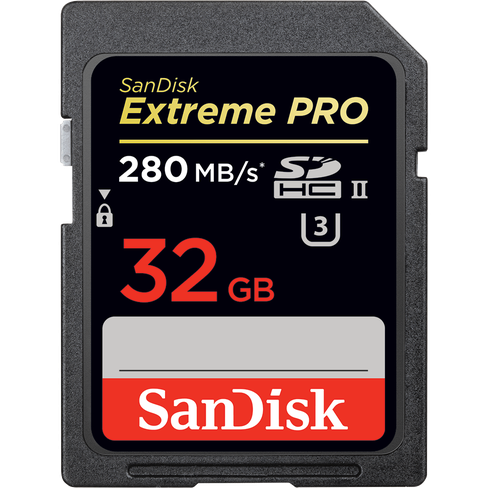 SanDisk
Extreme PRO
280 MB/s* SD HC II
3
32 GB
SanDisk